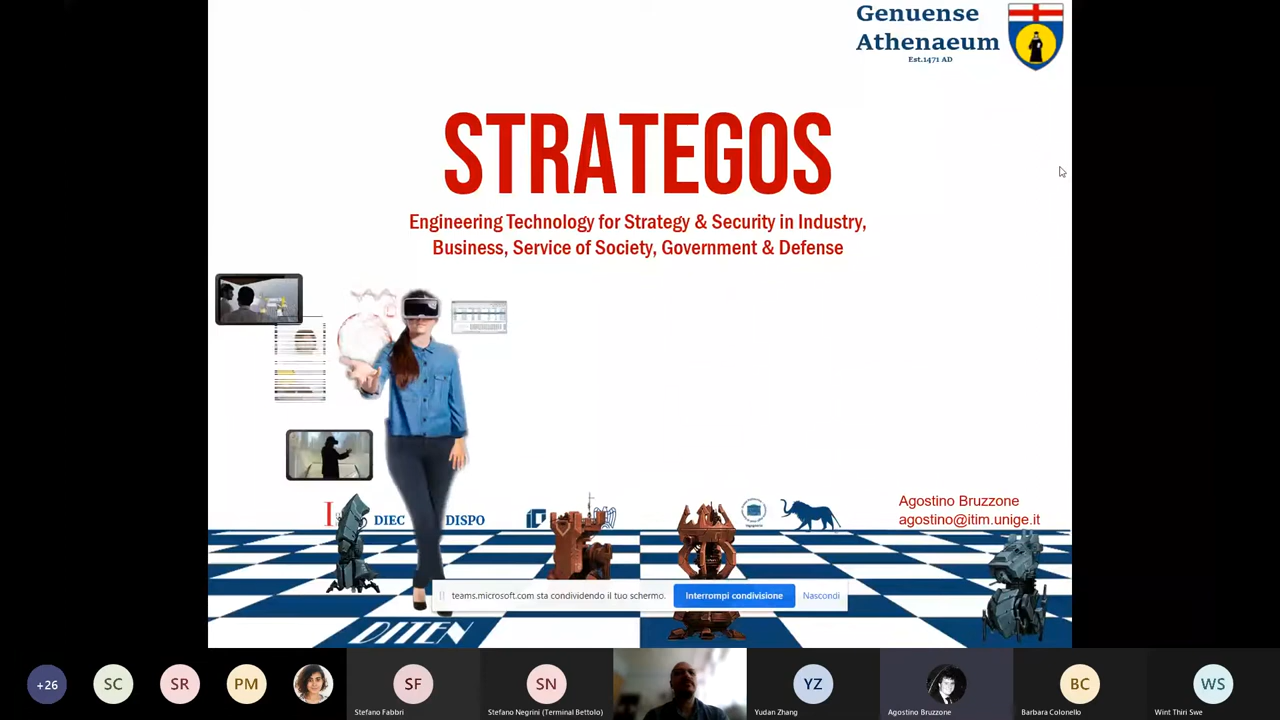 Genuense
Athenaeum
Est.1471 AD
STRATEGOS
Engineering Technology for Strategy & Security in Industry,
Business, Service of Society, Government & Defense
Agostino Bruzzone
agostino@itim.unige.it
DIEC
DISPO
teams.microsoft.com sta condividendo il tuo schermo.
Interrompi condivisione
Nascondi
DITEN
+26
SC
SR
PM
SF
SN
YZ
BC
WS
Stefano Fabbri
Stefano Negrini (Terminal Bettolo)
Yudan Zhang
Agostino Bruzzone
Barbara Colonello
Wint Thiri Swe